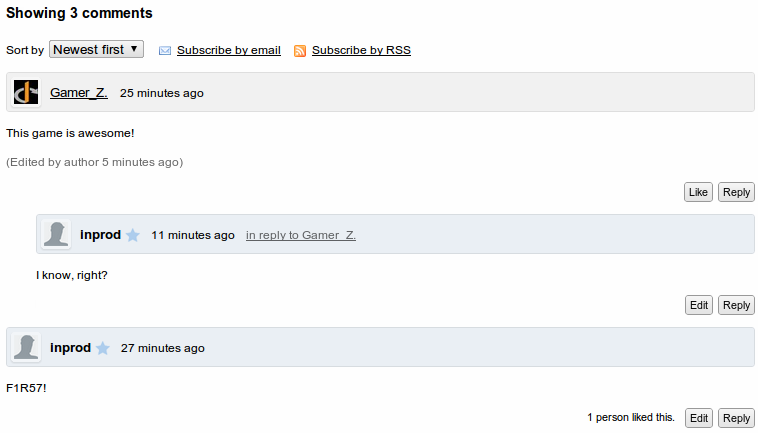 Showing 3 comments
Sort by Newest first ▼ Subscribe by email Subscribe by RSS
Gamer_Z. 25 minutes ago
This game is awesome!
(Edited by author 5 minutes ago)
Like Reply
inprod 11 minutes ago in reply to Gamer_Z.
I know, right?
Edit Reply
inprod 27 minutes ago
F1R57!
1 person liked this. Edit Reply